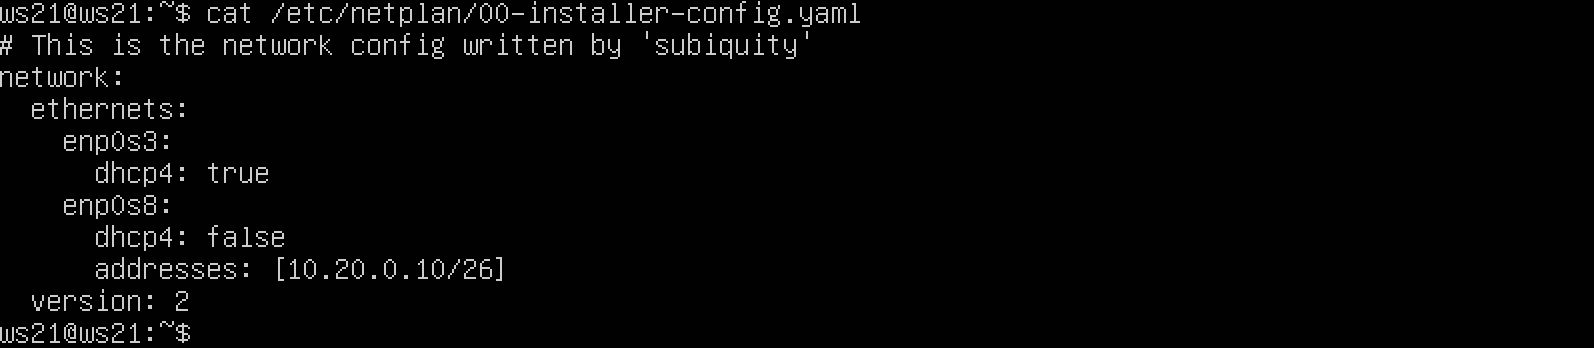 ws21@ws21:~$ cat /etc/netplan/00-installer-config.yaml
# This is the network config written by 'subiquity'
network:
  ethernets:
    enp0s3:
      dhcp4: true
    enp0s8:
      dhcp4: false
      addresses: [10.20.0.10/26]
  version: 2
ws21@ws21:~$